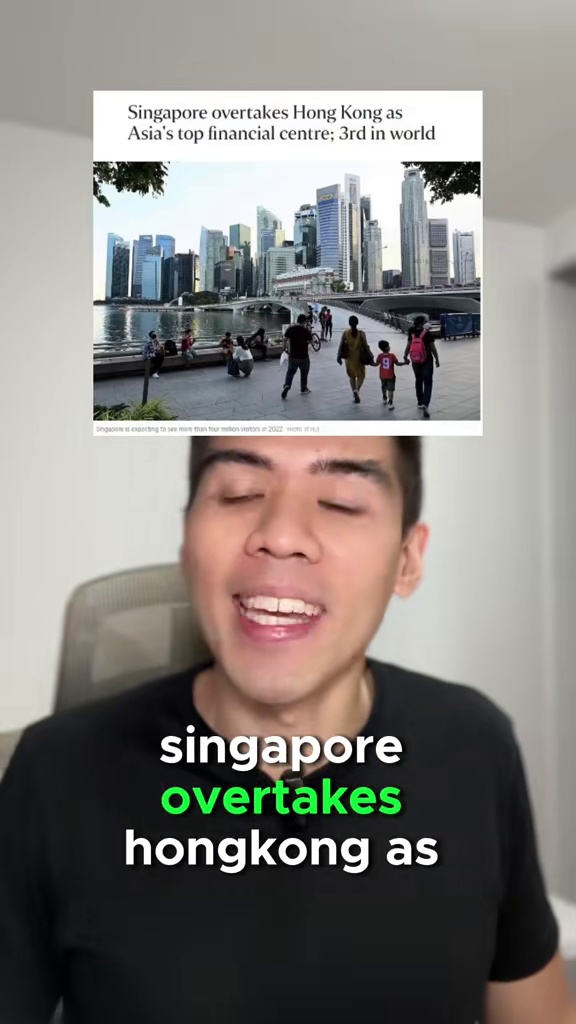 Singapore overtakes Hong Kong as
Asia's top financial centre; 3rd in world
Singapore is expecting to see more than four million visitors in 2022
9
singapore
overtakes
hongkong as